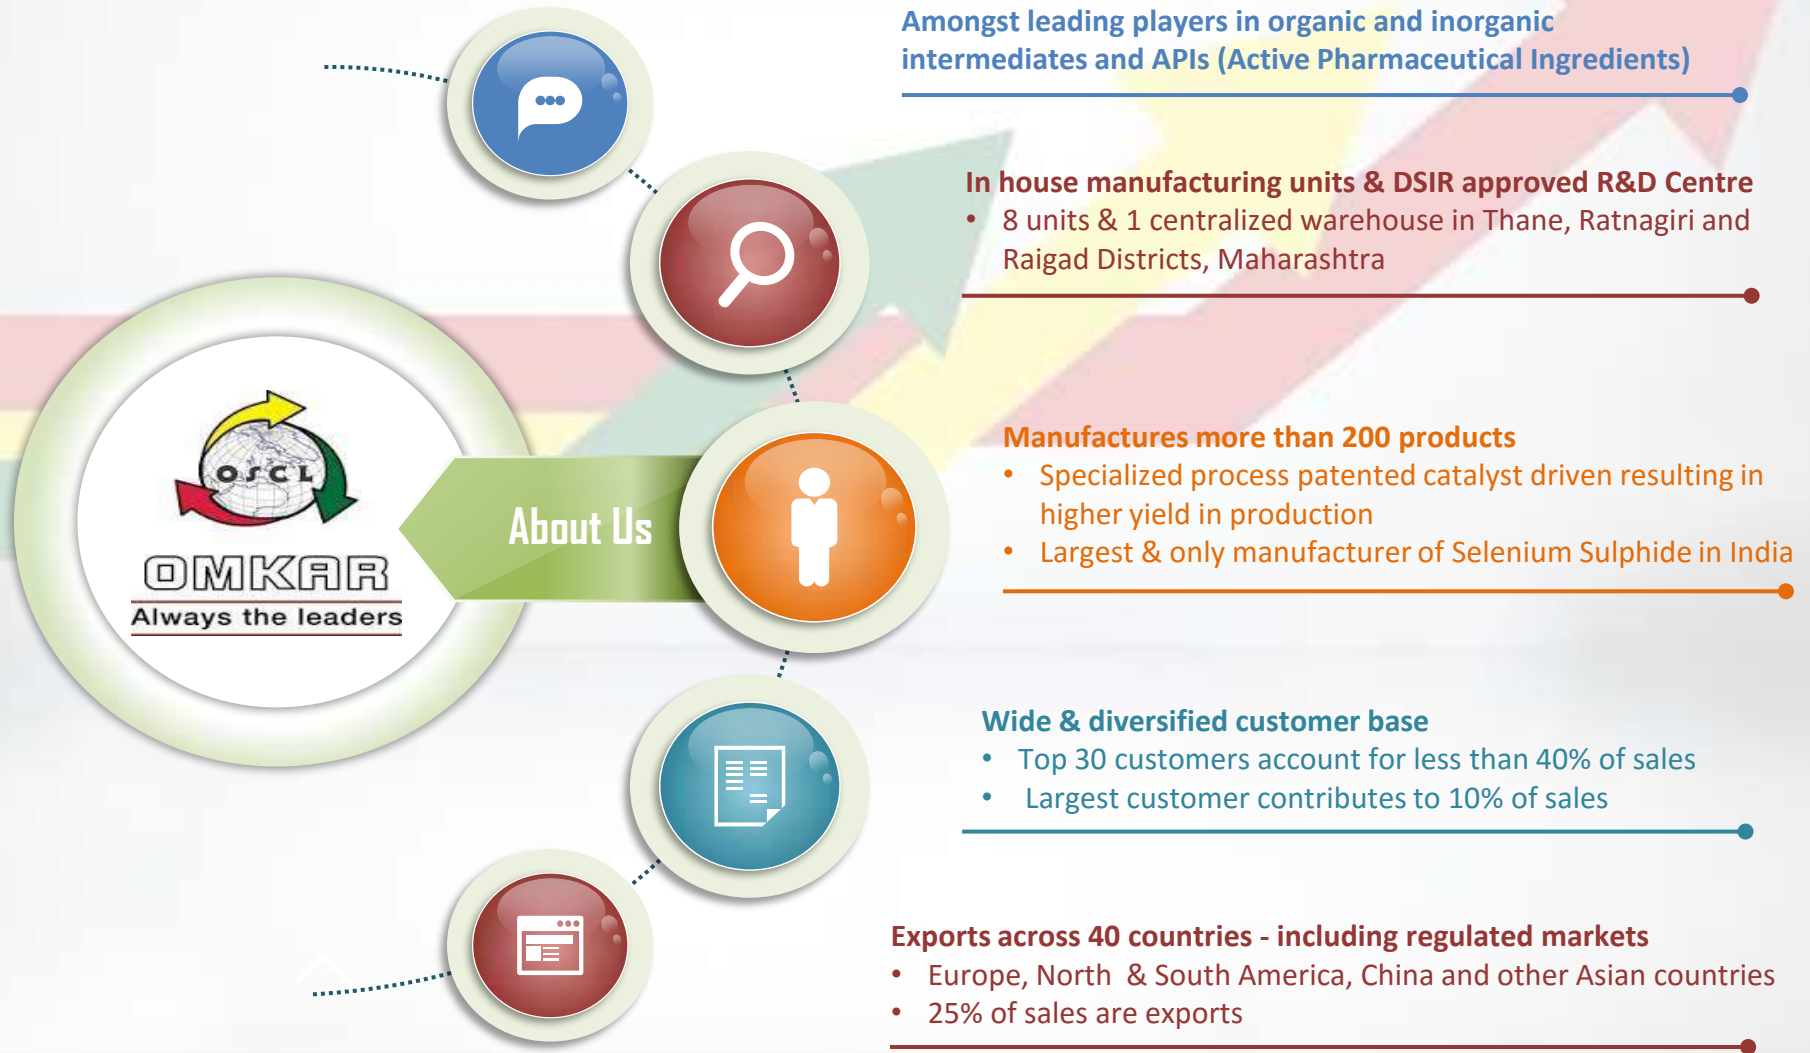 Amongst leading players in organic and inorganic
intermediates and APIs (Active Pharmaceutical Ingredients)
In house manufacturing units & DSIR approved R&D Centre
• 8 units & 1 centralized warehouse in Thane, Ratnagiri and
Raigad Districts, Maharashtra
OSCL
OMKAR
Always the leaders
About Us
Manufactures more than 200 products
• Specialized process patented catalyst driven resulting in
higher yield in production
• Largest & only manufacturer of Selenium Sulphide in India
Wide & diversified customer base
• Top 30 customers account for less than 40% of sales
• Largest customer contributes to 10% of sales
Exports across 40 countries - including regulated markets
• Europe, North & South America, China and other Asian countries
• 25% of sales are exports